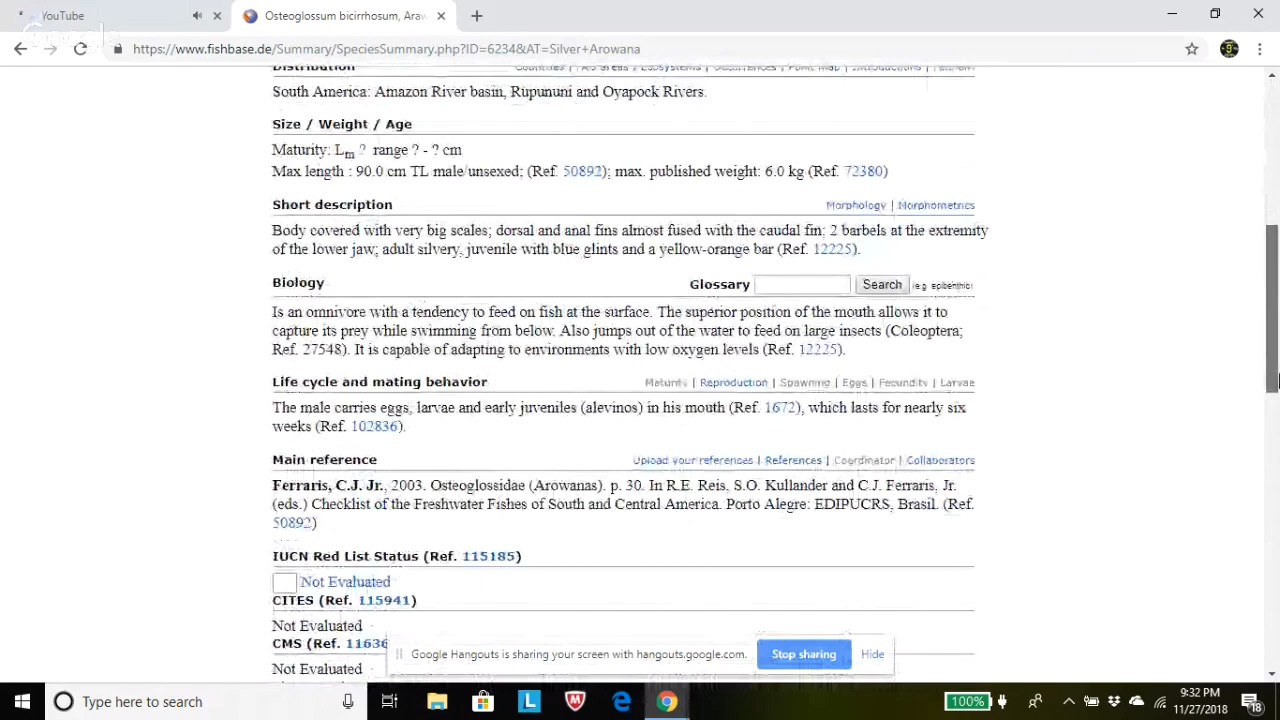 YouTube
Osteoglossum bicirrhosum, Araw
Google
https://www.fishbase.de/Summary/SpeciesSummary.php?ID=6234&AT=Silver+Arowana
Distribution
South America: Amazon River basin, Rupununi and Oyapock Rivers.
Size / Weight / Age
Maturity: Lm ? range ? - ? cm
Max length : 90.0 cm TL male/unsexed; (Ref. 50892); max. published weight: 6.0 kg (Ref. 72380)
Short description Morphology | Morphometrics
Body covered with very big scales; dorsal and anal fins almost fused with the caudal fin; 2 barbels at the extremity
of the lower jaw; adult silvery, juvenile with blue glints and a yellow-orange bar (Ref. 12225).
Biology Glossary Search (e.g. epibenthic)
Is an omnivore with a tendency to feed on fish at the surface. The superior position of the mouth allows it to
capture its prey while swimming from below. Also jumps out of the water to feed on large insects (Coleoptera;
Ref. 27548). It is capable of adapting to environments with low oxygen levels (Ref. 12225).
Life cycle and mating behavior Maturity | Reproduction | Spawning | Eggs | Fecundity | Larvae
The male carries eggs, larvae and early juveniles (alevinos) in his mouth (Ref. 1672), which lasts for nearly six
weeks (Ref. 102836).
Main reference Upload your references | References | Coordinator | Collaborators
Ferraris, C.J. Jr., 2003. Osteoglossidae (Arowanas). p. 30. In R.E. Reis, S.O. Kullander and C.J. Ferraris, Jr.
(eds.) Checklist of the Freshwater Fishes of South and Central America. Porto Alegre: EDIPUCRS, Brasil. (Ref.
50892)
IUCN Red List Status (Ref. 115185)
Not Evaluated
CITES (Ref. 115941)
Not Evaluated
CMS (Ref. 11636
Not Evaluated
Google Hangouts is sharing your screen with hangouts.google.com. Stop sharing Hide
Type here to search
100%
9:32 PM
11/27/2018
18